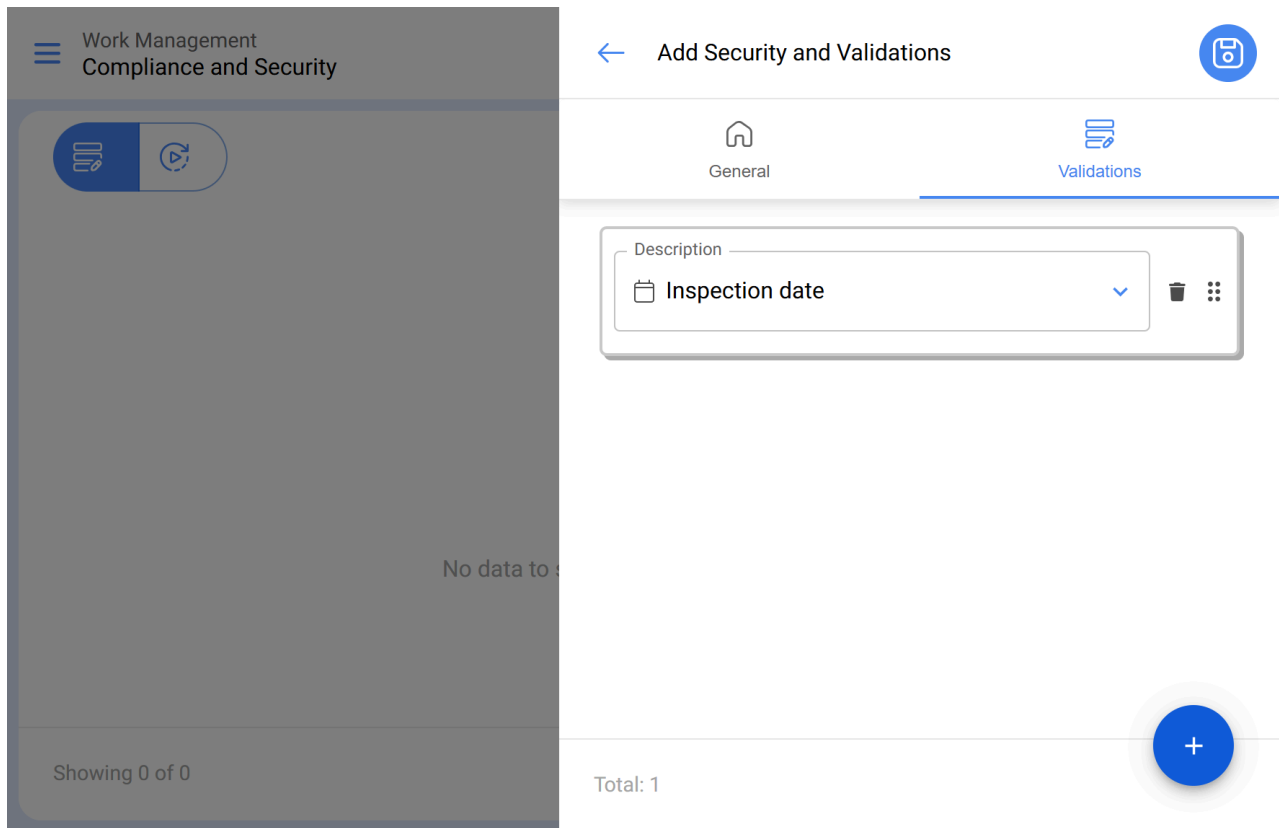 Work Management
Compliance and Security
No data to
Showing 0 of 0
Add Security and Validations
General
Validations
Description
Inspection date
Total: 1
+